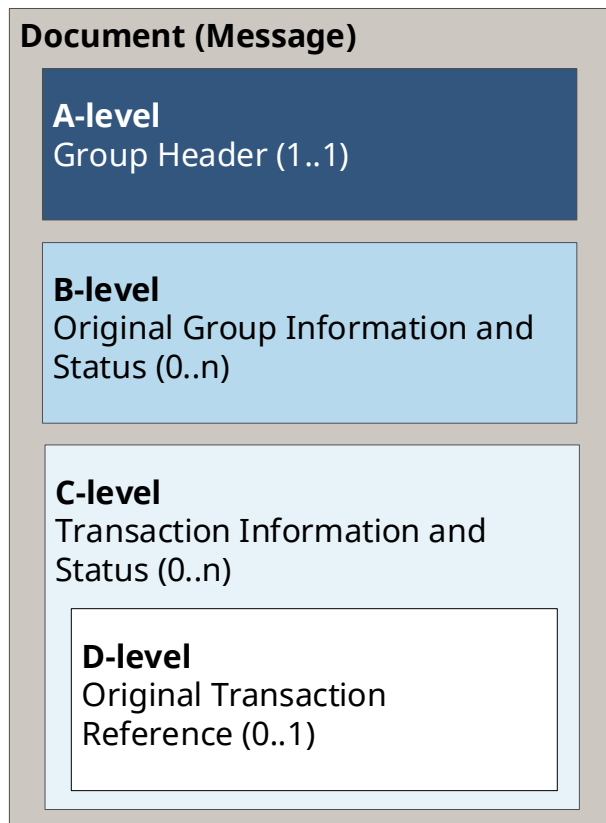 Document (Message)
A-level
Group Header (1..1)
B-level
Original Group Information and
Status (0..n)
C-level
Transaction Information and
Status (0..n)
D-level
Original Transaction
Reference (0..1)